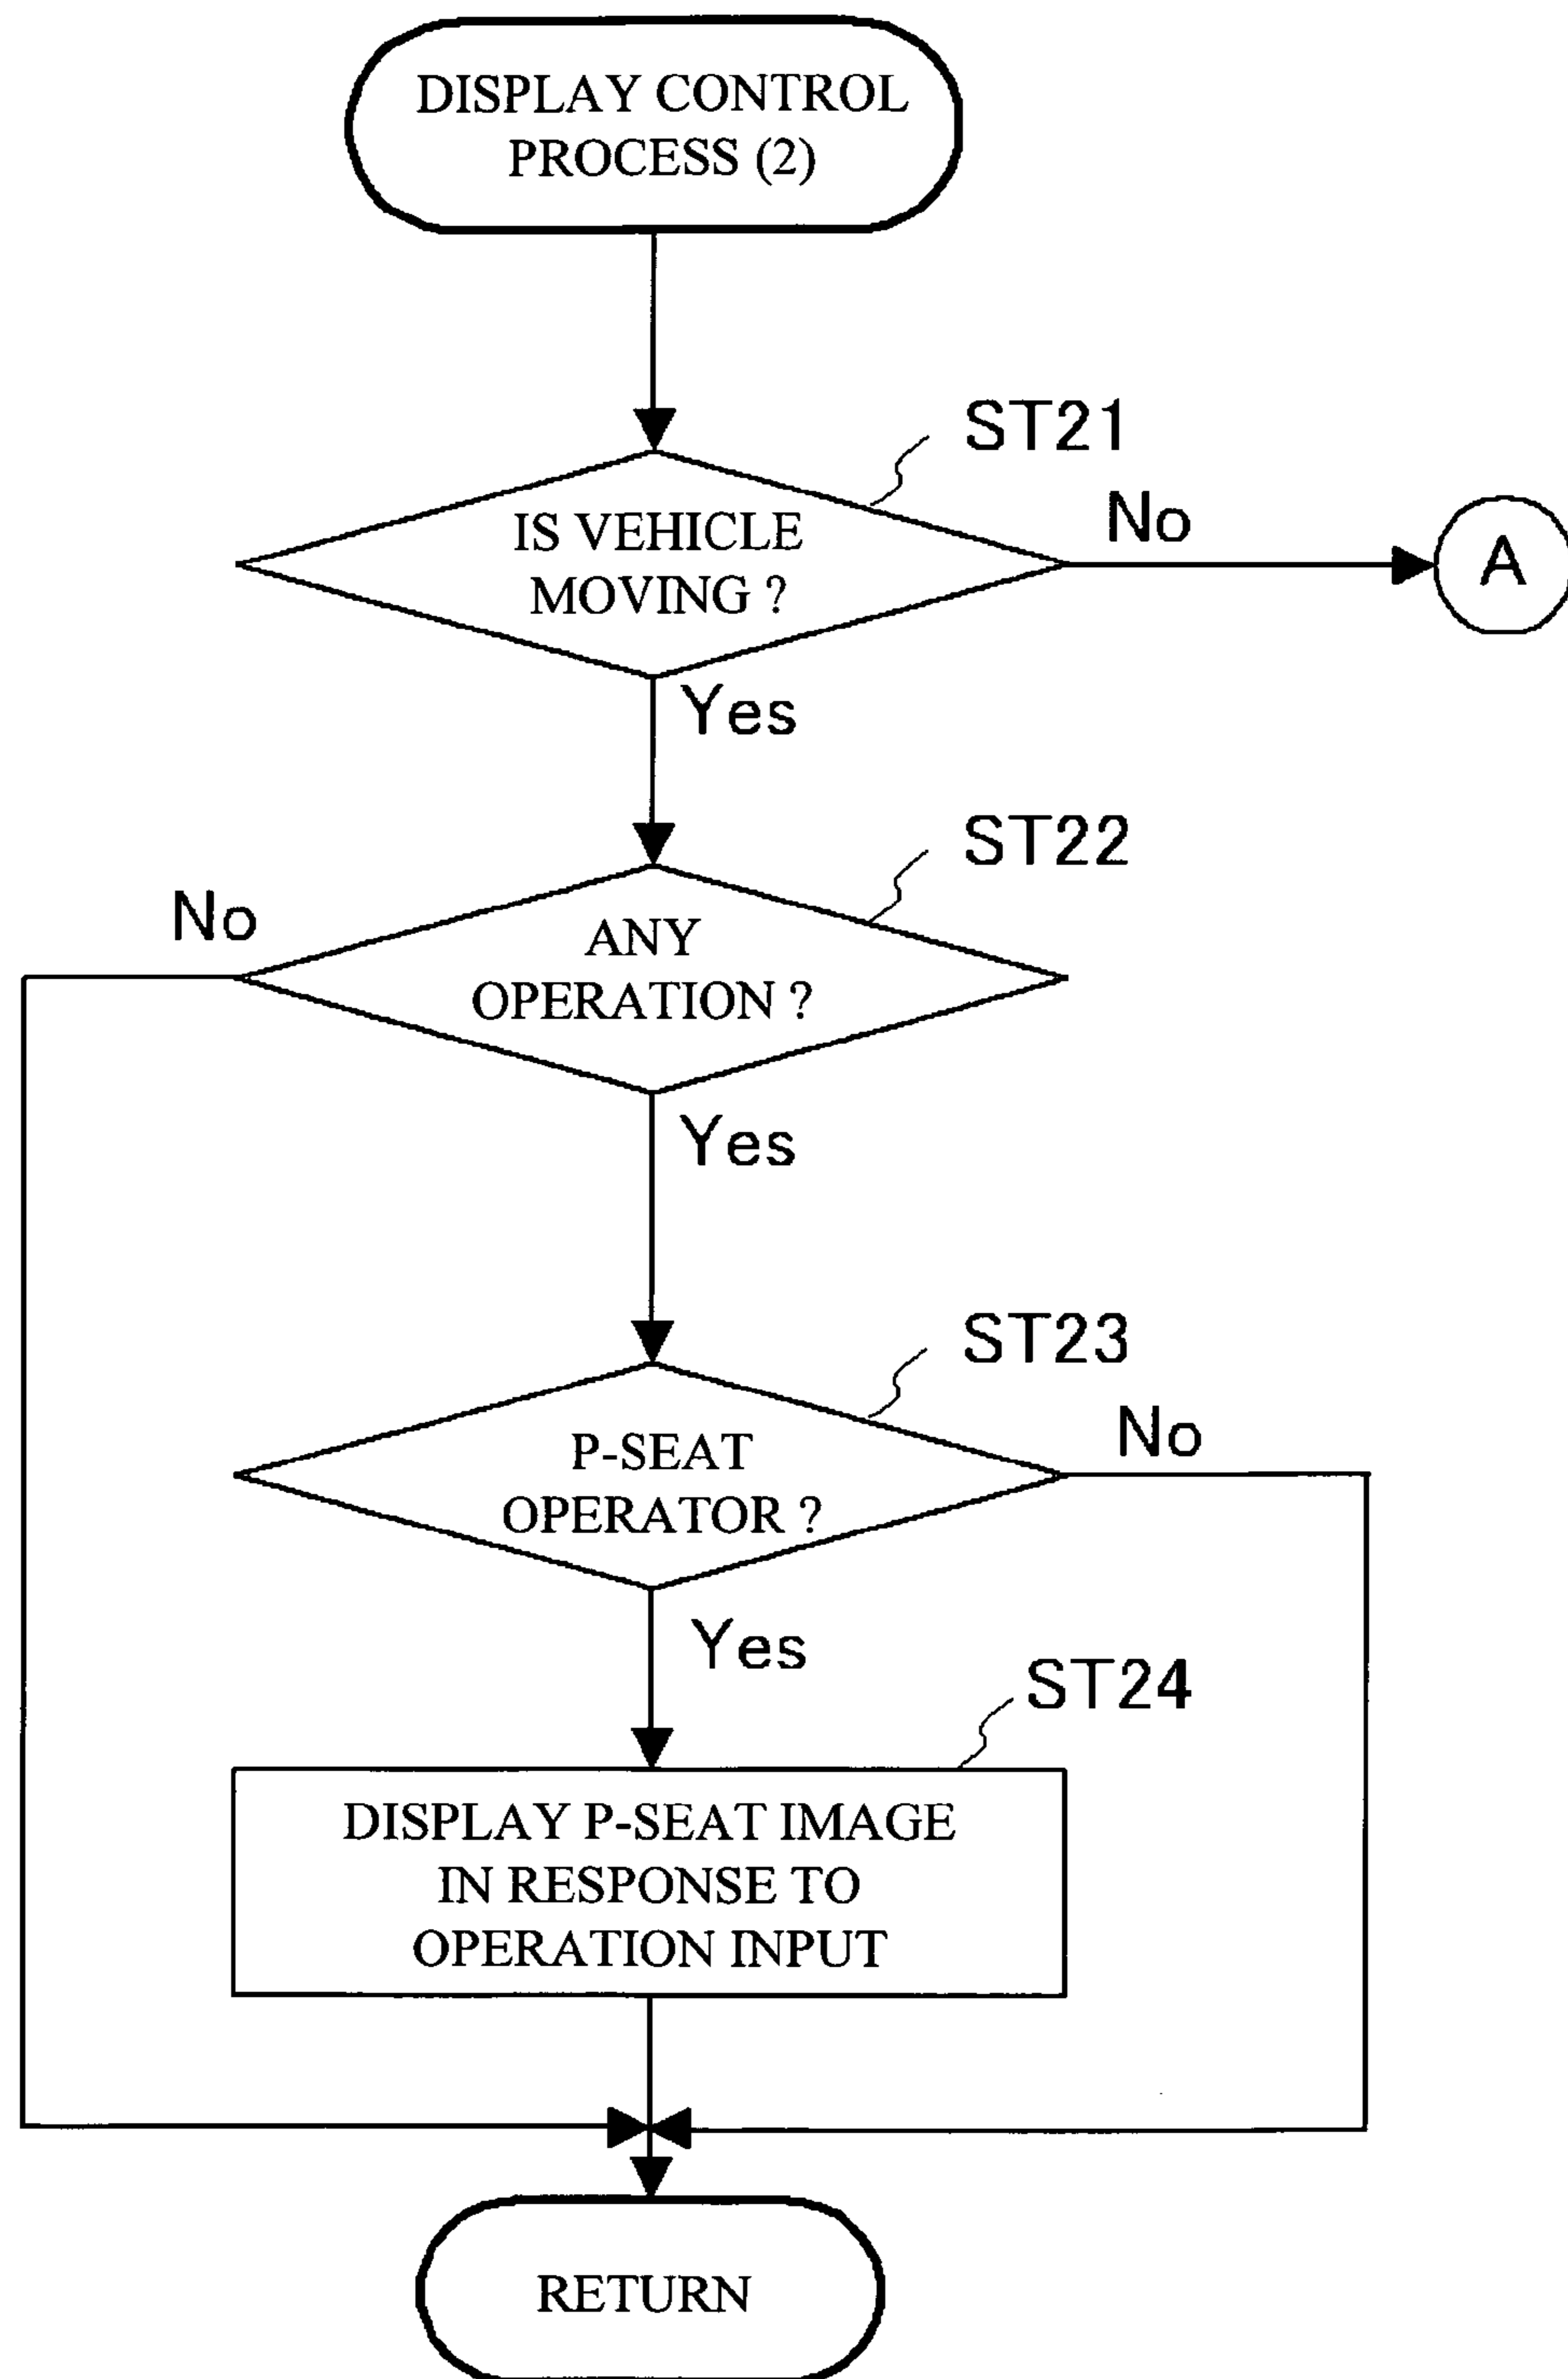 DISPLAY CONTROL
PROCESS (2)
ST21
IS VEHICLE
MOVING ?
No
A
Yes
ST22
No
ANY
OPERATION ?
Yes
ST23
P-SEAT
OPERATOR ?
No
Yes
ST24
DISPLAY P-SEAT IMAGE
IN RESPONSE TO
OPERATION INPUT
RETURN